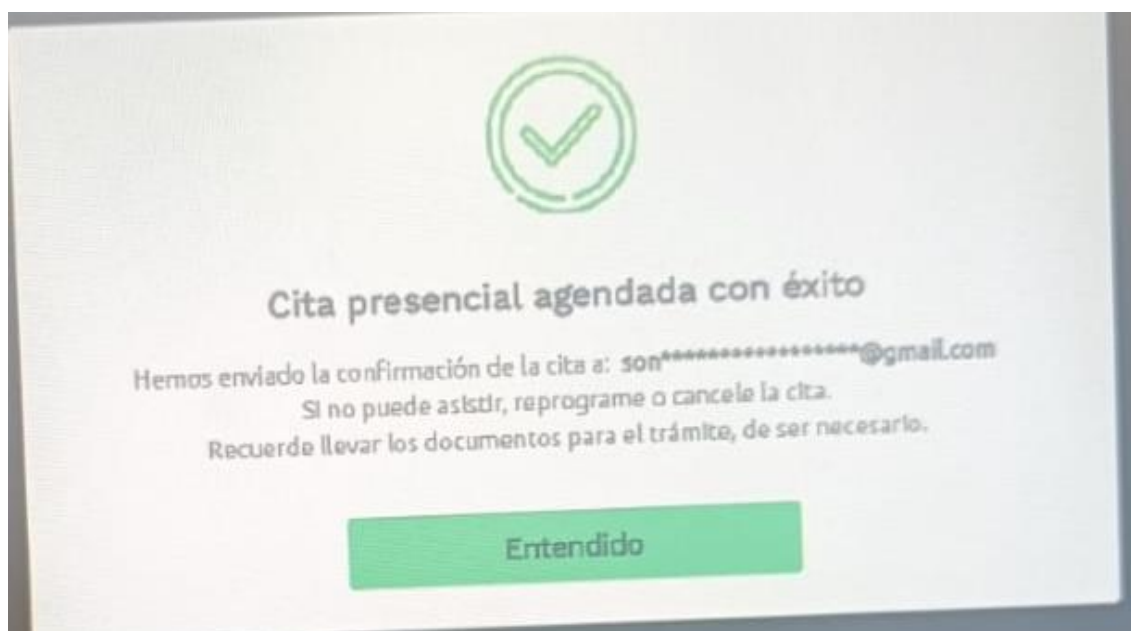 Cita presencial agendada con éxito
Hemos enviado la confirmación de la cita a: son*****************@gmail.com
Si no puede asistir, reprograme o cancele la cita.
Recuerde llevar los documentos para el trámite, de ser necesario.
Entendido